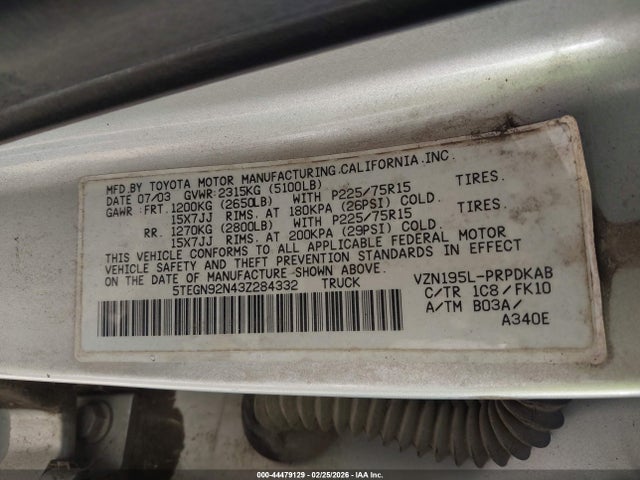 MFD.BY TOYOTA MOTOR MANUFACTURING.CALIFORNIA.INC.
DATE 07/03 GVWR 2315KG (5100LB)
GAWR FRT. 1200KG (2650LB) WITH P225/75R15 TIRES.
15X7JJ RIMS. AT 180KPA (26PSI) COLD.
RR. 1270KG (2800LB) WITH P225/75R15 TIRES.
15X7JJ RIMS. AT 200KPA (29PSI) COLD.
THIS VEHICLE CONFORMS TO ALL APPLICABLE FEDERAL MOTOR
VEHICLE SAFETY AND THEFT PREVENTION STANDARDS IN EFFECT
ON THE DATE OF MANUFACTURE SHOWN ABOVE.
5TEGN92N43Z284332 TRUCK
VZN195L-PRPDKAB
C/TR 1C8/FK10
A/TM B03A/
A340E
000-44479129 - 02/25/2026 - IAA Inc.